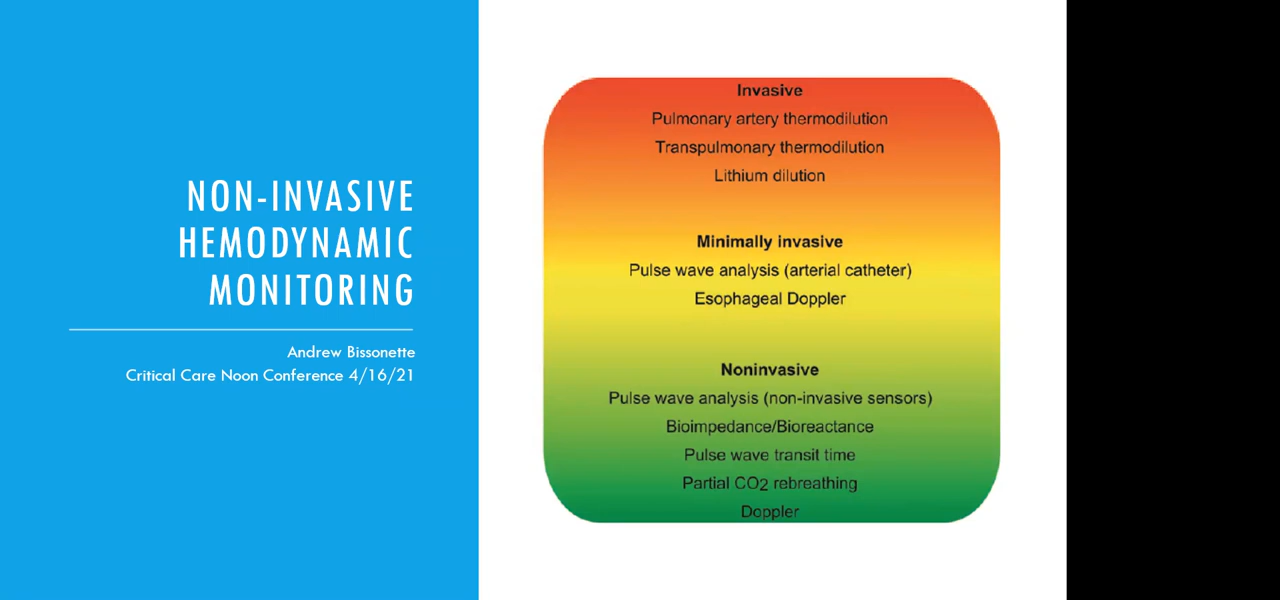 NON-INVASIVE
HEMODYNAMIC
MONITORING
Andrew Bissonette
Critical Care Noon Conference 4/16/21
Invasive
Pulmonary artery thermodilution
Transpulmonary thermodilution
Lithium dilution
Minimally invasive
Pulse wave analysis (arterial catheter)
Esophageal Doppler
Noninvasive
Pulse wave analysis (non-invasive sensors)
Bioimpedance/Bioreactance
Pulse wave transit time
Partial CO2 rebreathing
Doppler